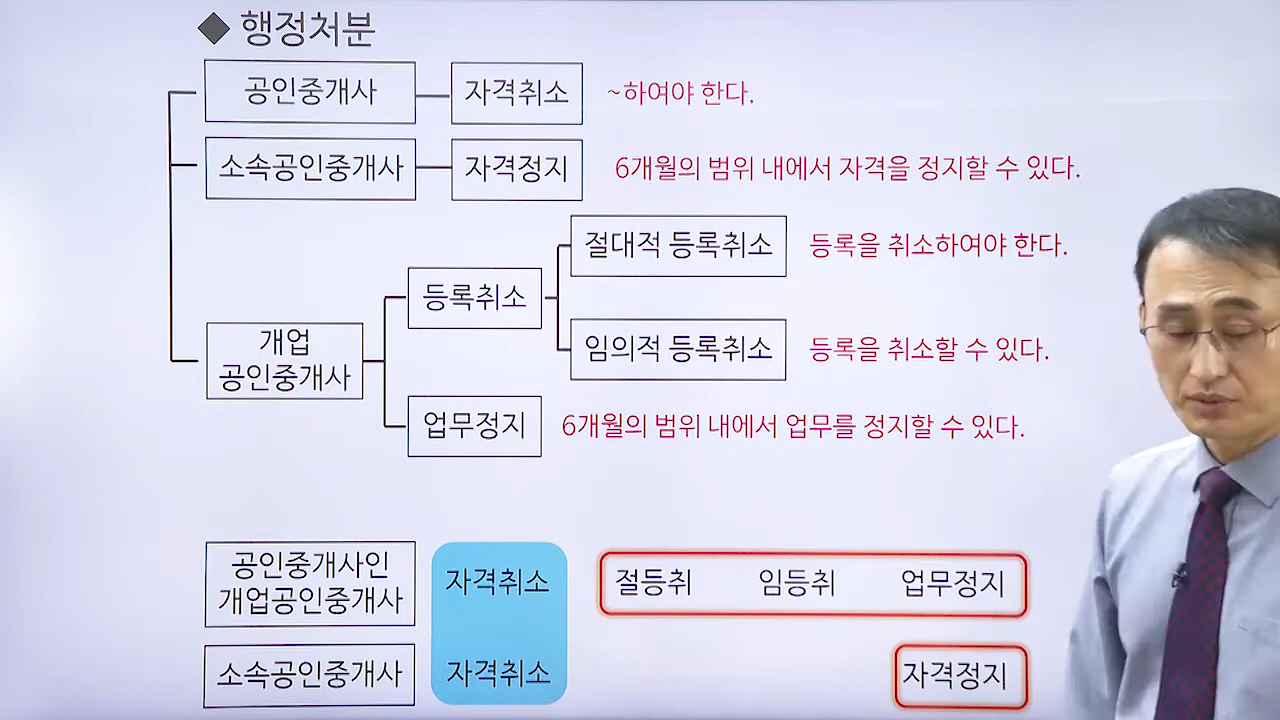 ◆ 행정처분
공인중개사 자격취소 ~하여야 한다.
소속공인중개사 자격정지 6개월의 범위 내에서 자격을 정지할 수 있다.
절대적 등록취소 등록을 취소하여야 한다.
등록취소
개업
공인중개사
임의적 등록취소 등록을 취소할 수 있다.
업무정지 6개월의 범위 내에서 업무를 정지할 수 있다.
공인중개사인
개업공인중개사
자격취소 절등취 임등취 업무정지
소속공인중개사 자격취소 자격정지